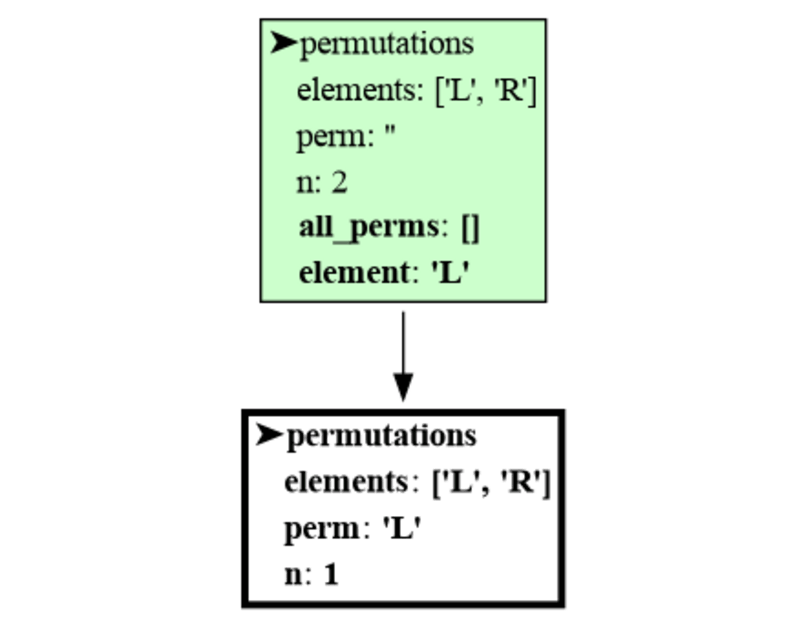 ➤permutations
elements: ['L', 'R']
perm: ''
n: 2
all_perms: []
element: 'L'
➤permutations
elements: ['L', 'R']
perm: 'L'
n: 1